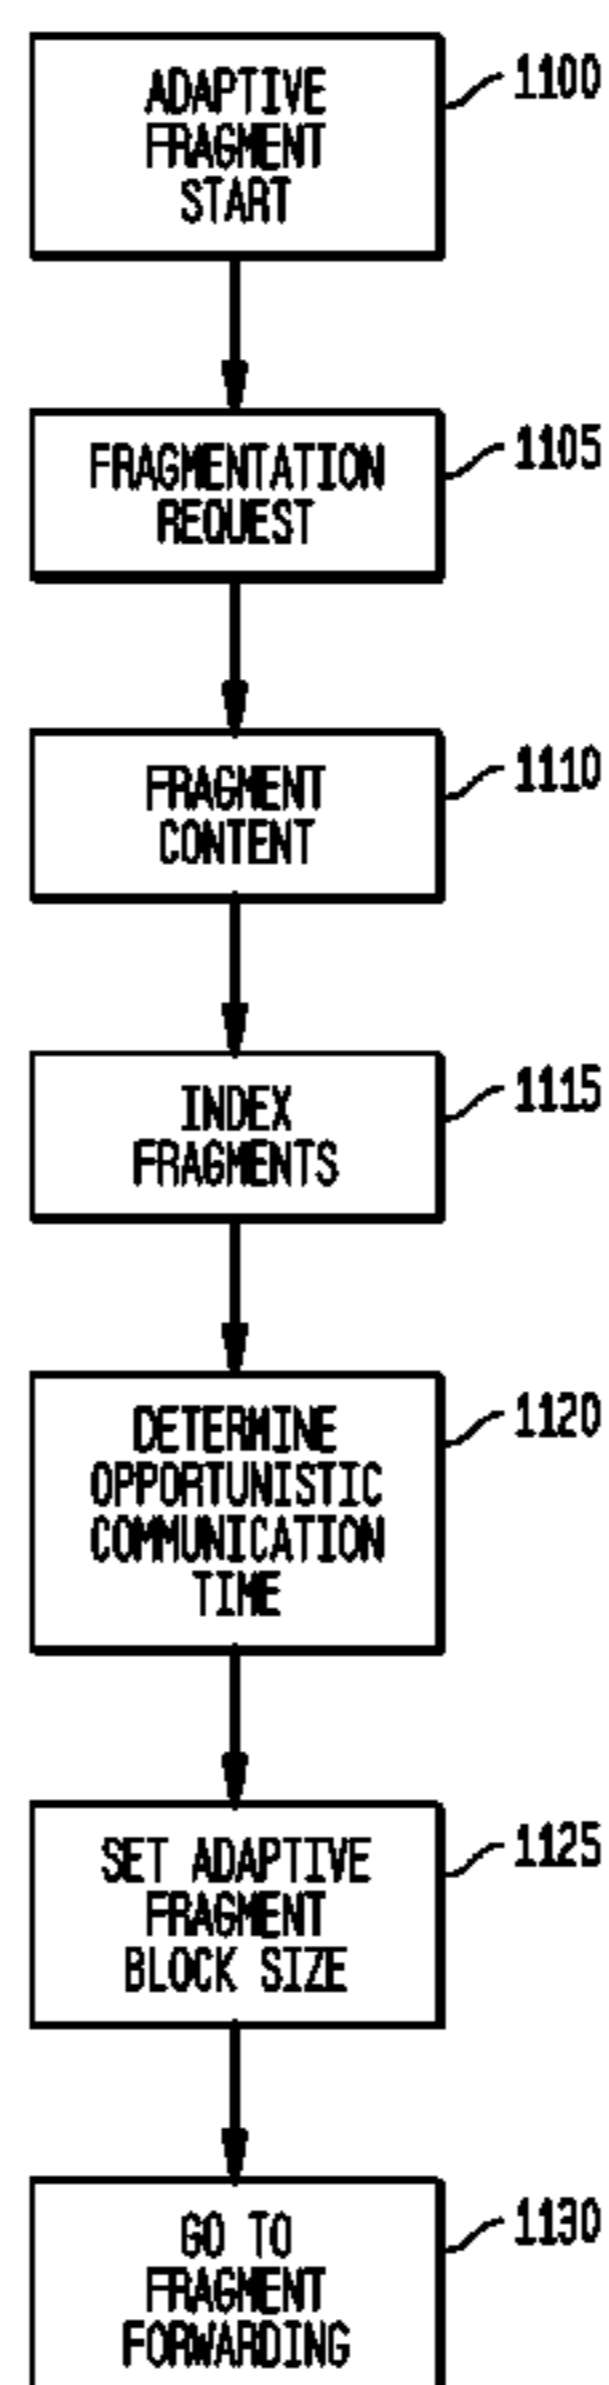 ADAPTIVE
FRAGMENT
START
1100
FRAGMENTATION
REQUEST
1105
FRAGMENT
CONTENT
1110
INDEX
FRAGMENTS
1115
DETERMINE
OPPORTUNISTIC
COMMUNICATION
TIME
1120
SET ADAPTIVE
FRAGMENT
BLOCK SIZE
1125
GO TO
FRAGMENT
FORWARDING
1130